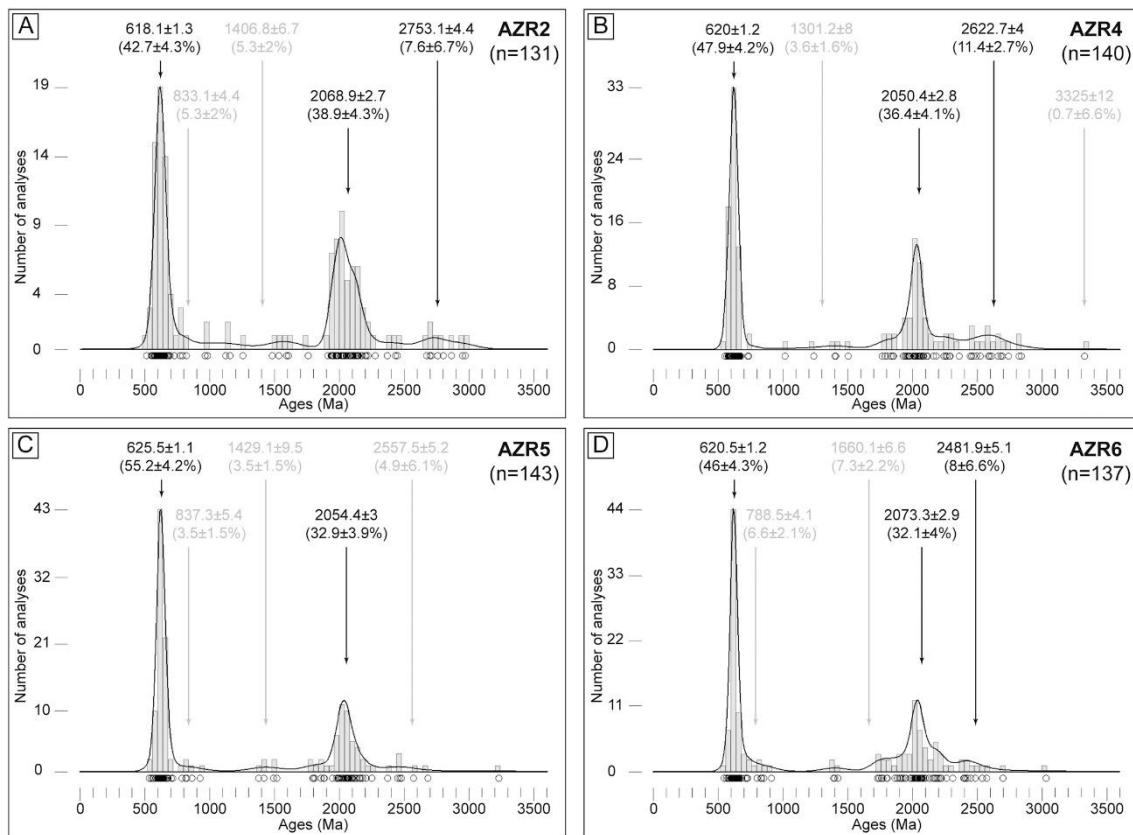 A
618.1±1.3
(42.7±4.3%)
1406.8±6.7
(5.3±2%)
2753.1±4.4
(7.6±6.7%)
AZR2
(n=131)
833.1±4.4
(5.3±2%)
2068.9±2.7
(38.9±4.3%)
Number of analyses
19
14
9
4
0
0 500 1000 1500 2000 2500 3000 3500
Ages (Ma)
B
620±1.2
(47.9±4.2%)
1301.2±8
(3.6±1.6%)
2622.7±4
(11.4±2.7%)
AZR4
(n=140)
2050.4±2.8
(36.4±4.1%)
3325±12
(0.7±6.6%)
Number of analyses
33
24
16
8
0
0 500 1000 1500 2000 2500 3000 3500
Ages (Ma)
C
625.5±1.1
(55.2±4.2%)
1429.1±9.5
(3.5±1.5%)
2557.5±5.2
(4.9±6.1%)
AZR5
(n=143)
837.3±5.4
(3.5±1.5%)
2054.4±3
(32.9±3.9%)
Number of analyses
43
32
21
10
0
0 500 1000 1500 2000 2500 3000 3500
Ages (Ma)
D
620.5±1.2
(46±4.3%)
1660.1±6.6
(7.3±2.2%)
2481.9±5.1
(8±6.6%)
AZR6
(n=137)
788.5±4.1
(6.6±2.1%)
2073.3±2.9
(32.1±4%)
Number of analyses
44
33
22
11
0
0 500 1000 1500 2000 2500 3000 3500
Ages (Ma)